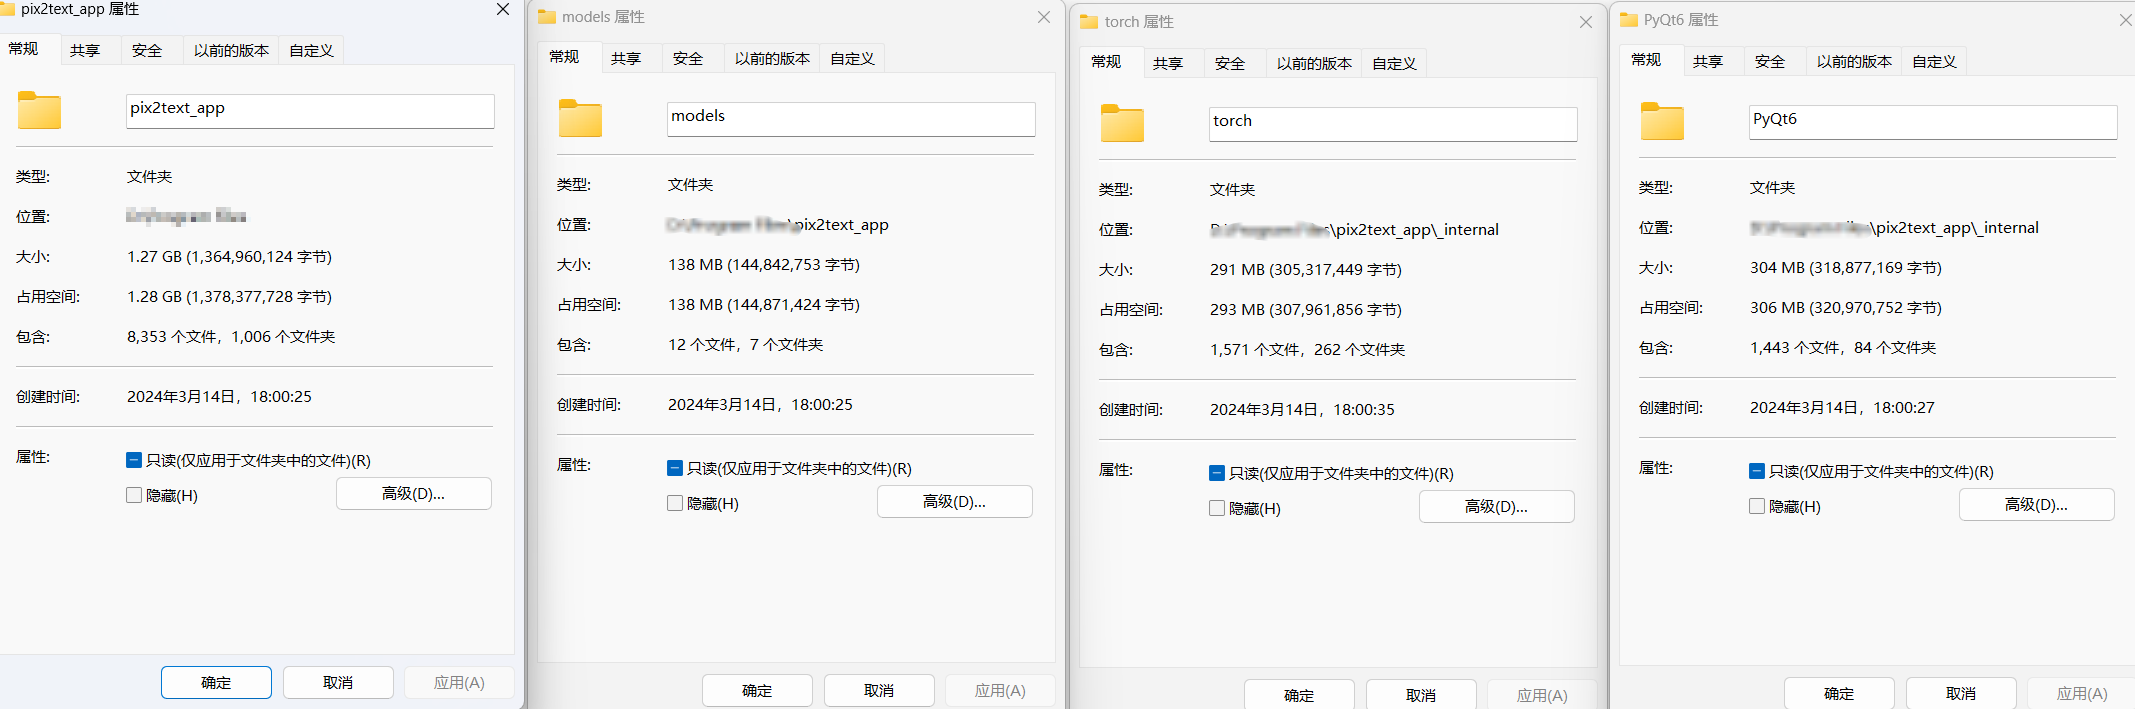 pix2text_app 属性
常规 共享 安全 以前的版本 自定义
pix2text_app
类型: 文件夹
位置:
大小: 1.27 GB (1,364,960,124 字节)
占用空间: 1.28 GB (1,378,377,728 字节)
包含: 8,353 个文件，1,006 个文件夹
创建时间: 2024年3月14日，18:00:25
属性: 只读(仅应用于文件夹中的文件)(R)
隐藏(H) 高级(D)...
确定 取消 应用(A)
models 属性
常规 共享 安全 以前的版本 自定义
models
类型: 文件夹
位置: \pix2text_app
大小: 138 MB (144,842,753 字节)
占用空间: 138 MB (144,871,424 字节)
包含: 12 个文件，7 个文件夹
创建时间: 2024年3月14日，18:00:25
属性: 只读(仅应用于文件夹中的文件)(R)
隐藏(H) 高级(D)...
确定 取消 应用(A)
torch 属性
常规 共享 安全 以前的版本 自定义
torch
类型: 文件夹
位置: \pix2text_app\_internal
大小: 291 MB (305,317,449 字节)
占用空间: 293 MB (307,961,856 字节)
包含: 1,571 个文件，262 个文件夹
创建时间: 2024年3月14日，18:00:35
属性: 只读(仅应用于文件夹中的文件)(R)
隐藏(H) 高级(D)...
确定 取消 应用(A)
PyQt6 属性
常规 共享 安全 以前的版本 自定义
PyQt6
类型: 文件夹
位置: \pix2text_app\_internal
大小: 304 MB (318,877,169 字节)
占用空间: 306 MB (320,970,752 字节)
包含: 1,443 个文件，84 个文件夹
创建时间: 2024年3月14日，18:00:27
属性: 只读(仅应用于文件夹中的文件)(R)
隐藏(H) 高级(D)...
确定 取消 应用(A)